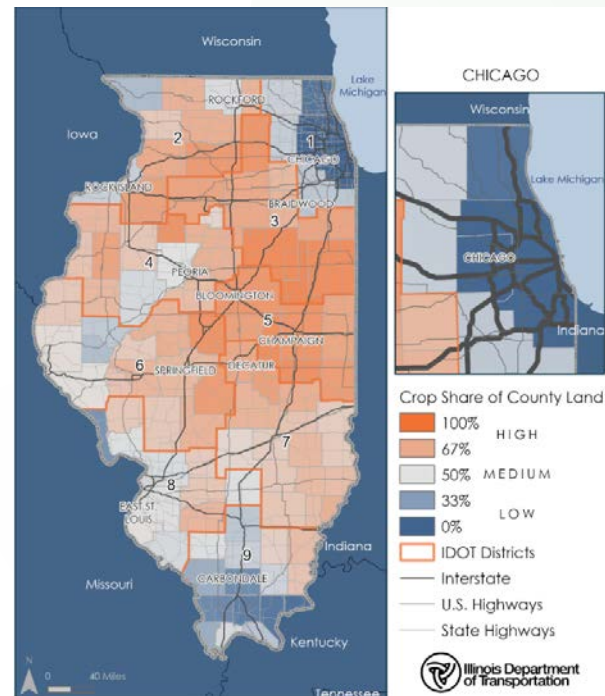 Wisconsin
Lake
Michigan
Iowa
ROCKFORD
1
2
CHICAGO
ROCK ISLAND
BRAIDWOOD
3
4
PEORIA
BLOOMINGTON
5
CHAMPAIGN
6
SPRINGFIELD
DECATUR
7
8
EAST ST.
LOUIS
9
Indiana
CARBONDALE
Missouri
Kentucky
Tennessee
N
0 40 Miles
CHICAGO
Wisconsin
Lake Michigan
CHICAGO
Indiana
Crop Share of County Land
100%
HIGH
67%
50% MEDIUM
33%
LOW
0%
IDOT Districts
Interstate
U.S. Highways
State Highways
Illinois Department
of Transportation